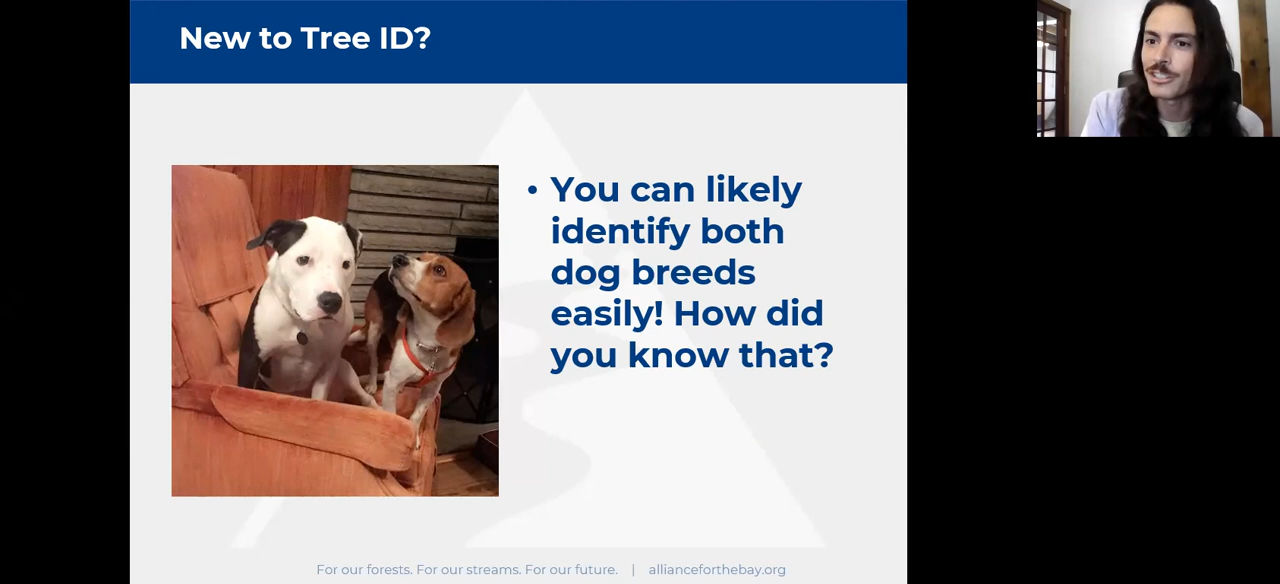 New to Tree ID?
• You can likely
identify both
dog breeds
easily! How did
you know that?
For our forests. For our streams. For our future. | allianceforthebay.org